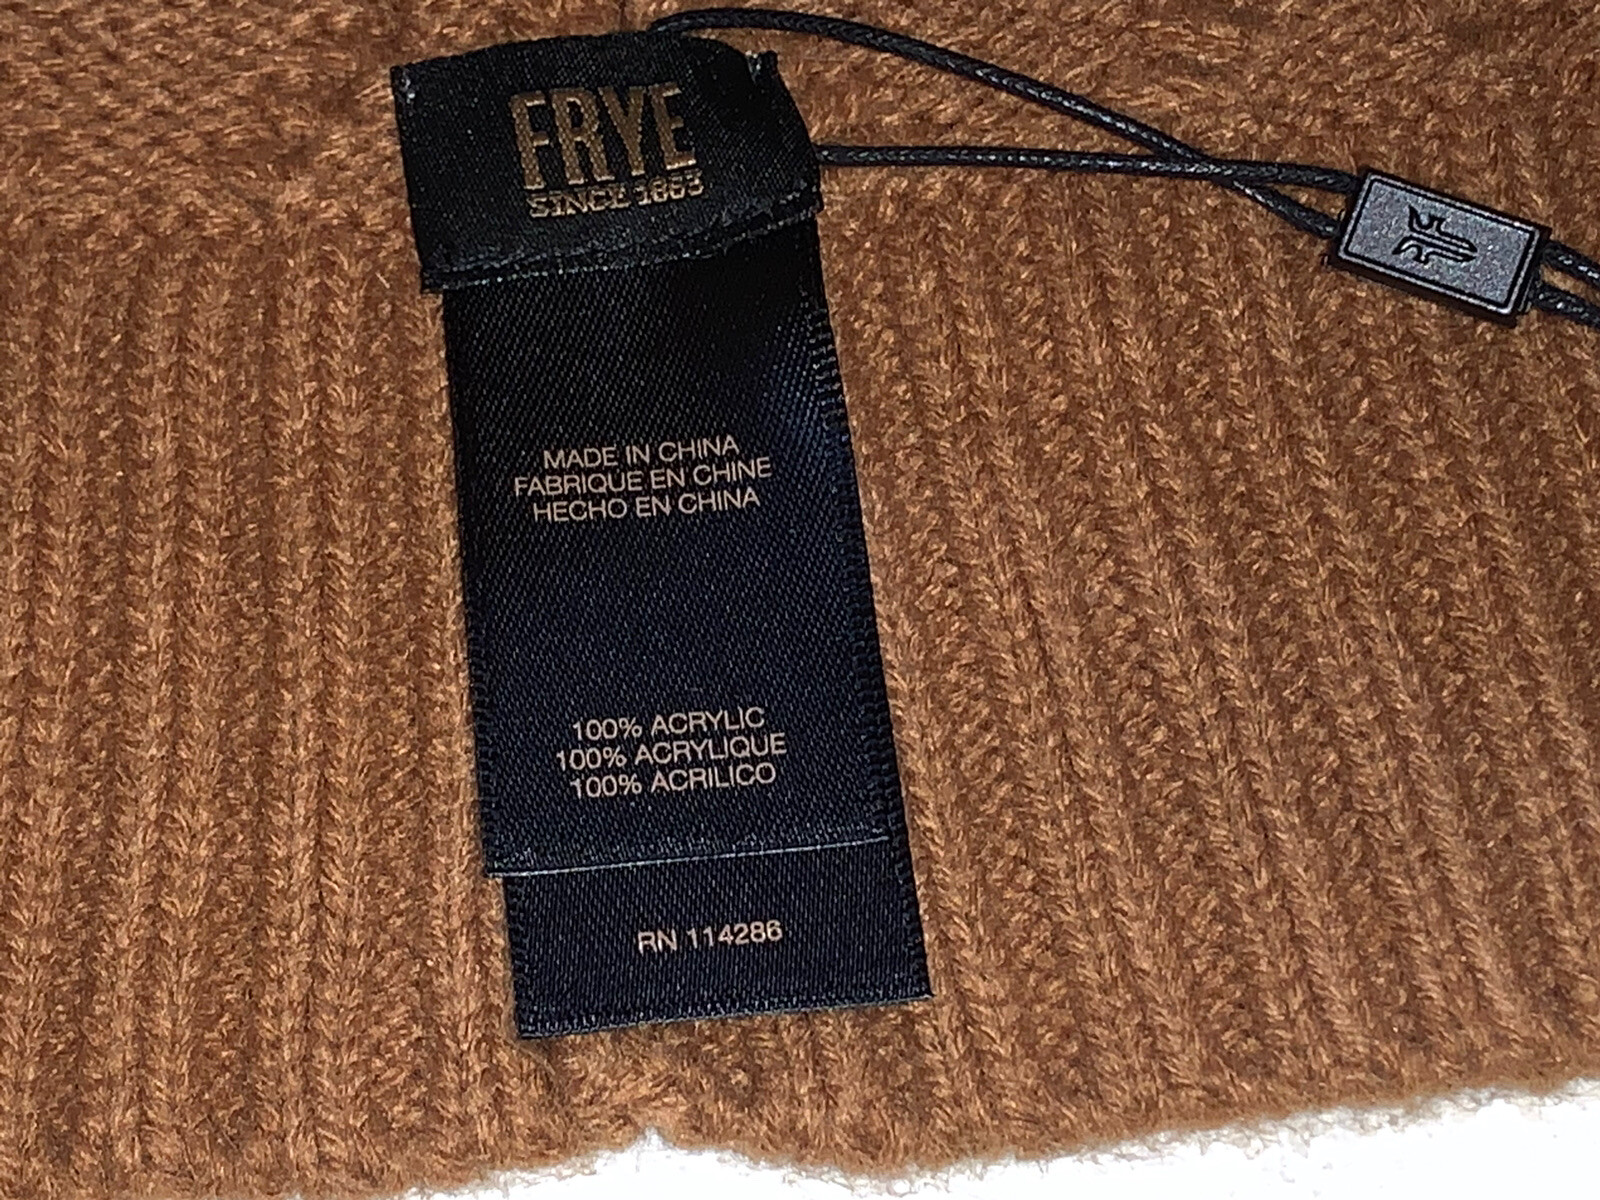 FRYE
SINCE 1863
MADE IN CHINA
FABRIQUE EN CHINE
HECHO EN CHINA
100% ACRYLIC
100% ACRYLIQUE
100% ACRILICO
RN 114286